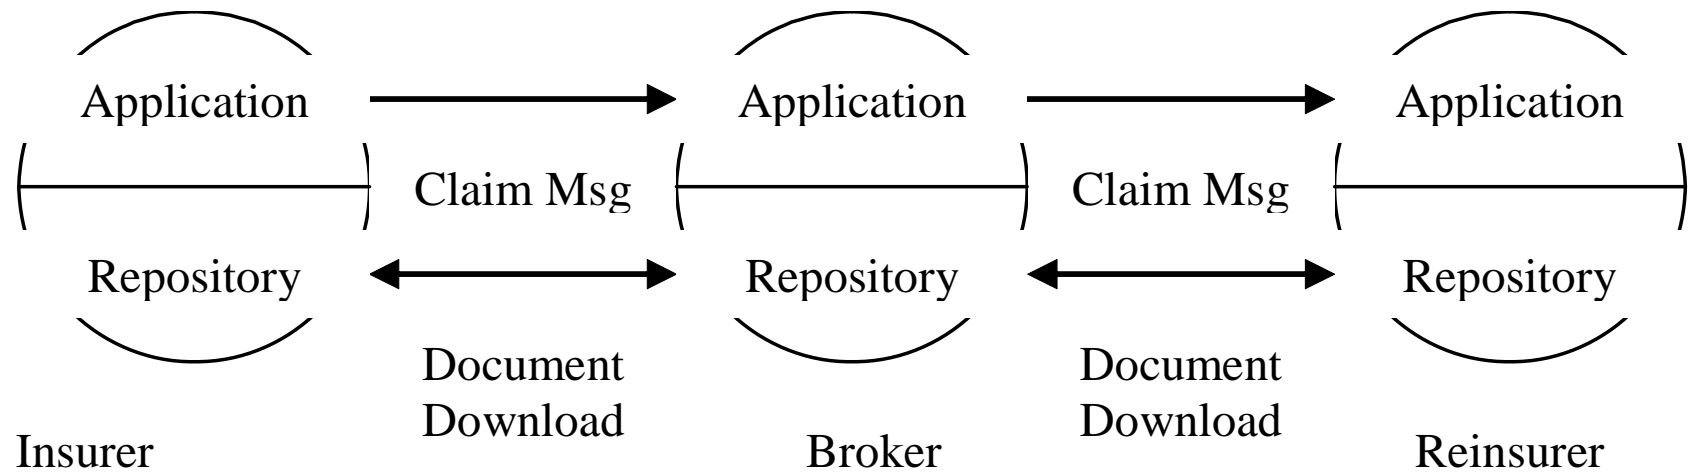 Application
Application
Application
Claim Msg
Claim Msg
Repository
Repository
Repository
Document
Download
Document
Download
Insurer
Broker
Reinsurer